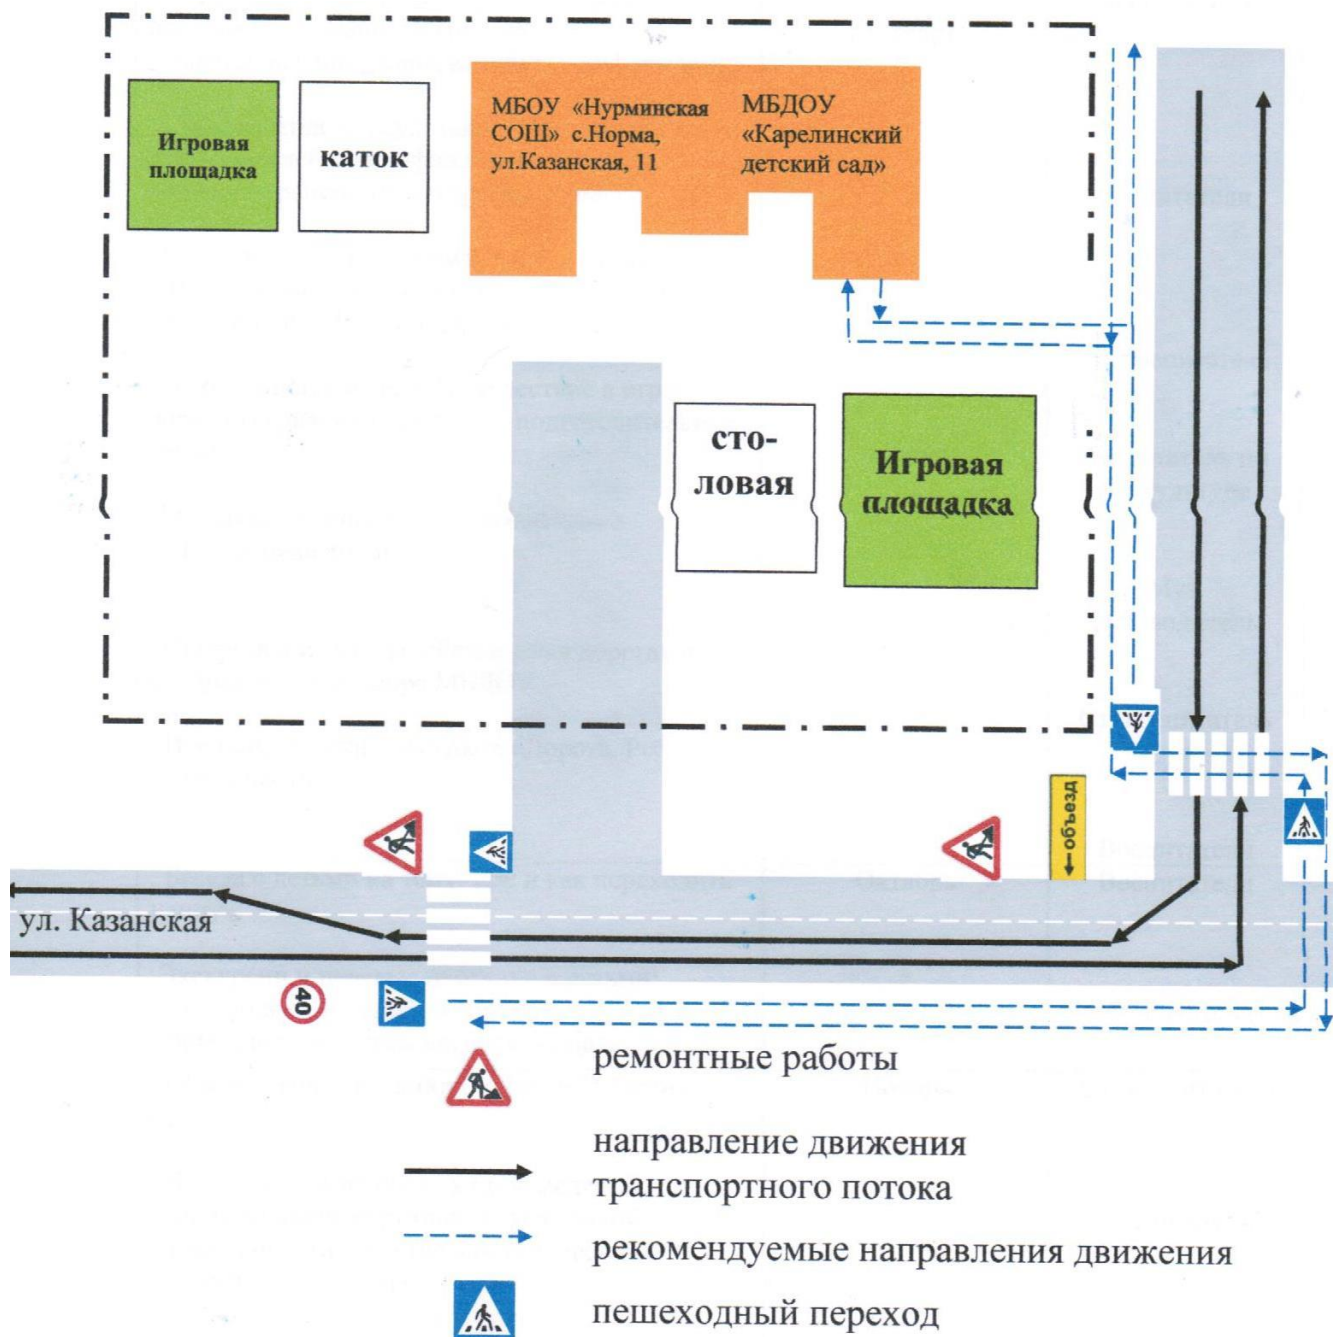 Игровая
площадка
каток
МБОУ «Нурминская
СОШ» с.Норма,
ул.Казанская, 11
МБДОУ
«Карелинский
детский сад»
сто-
ловая
Игровая
площадка
объезд
ул. Казанская
40
ремонтные работы
направление движения
транспортного потока
рекомендуемые направления движения
пешеходный переход